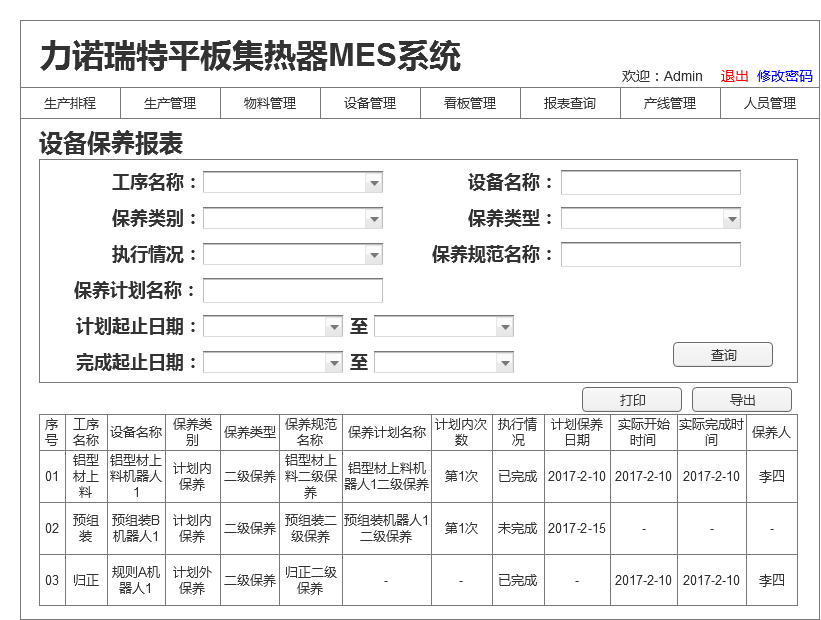 力诺瑞特平板集热器MES系统
欢迎：Admin 退出 修改密码
生产排程 生产管理 物料管理 设备管理 看板管理 报表查询 产线管理 人员管理
设备保养报表
工序名称： 设备名称：
保养类别： 保养类型：
执行情况： 保养规范名称：
保养计划名称：
计划起止日期： 至
完成起止日期： 至
查询
打印 导出
序号 工序名称 设备名称 保养类别 保养类型 保养规范名称 保养计划名称 计划内次数 执行情况 计划保养日期 实际开始时间 实际完成时间 保养人
01 铝型材上料 铝型材上料机器人1 计划内保养 二级保养 铝型材上料二级保养 铝型材上料机器人1二级保养 第1次 已完成 2017-2-10 2017-2-10 2017-2-10 李四
02 预组装 预组装B机器人1 计划内保养 二级保养 预组装二级保养 预组装机器人1二级保养 第1次 未完成 2017-2-15 - - -
03 归正 规则A机器人1 计划外保养 二级保养 归正二级保养 - - 已完成 - 2017-2-10 2017-2-10 李四